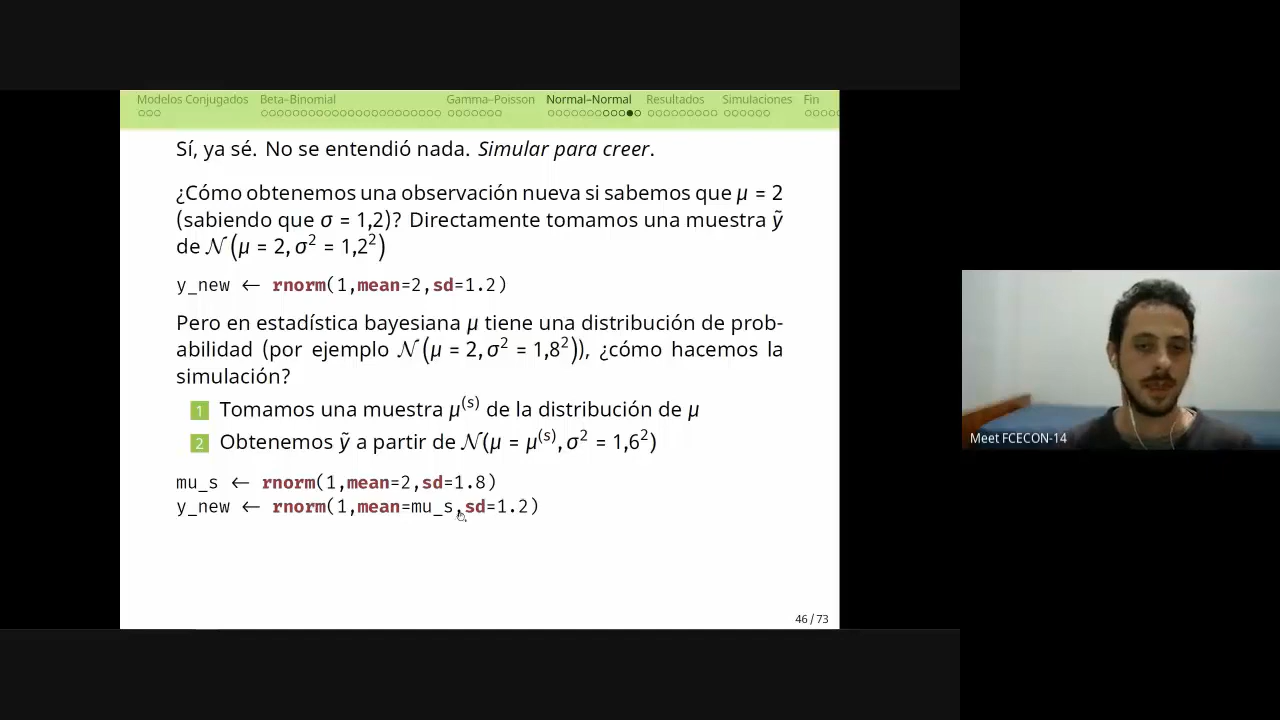 Modelos Conjugados Beta–Binomial Gamma–Poisson Normal–Normal Resultados Simulaciones Fin
Sí, ya sé. No se entendió nada. Simular para creer.
¿Cómo obtenemos una observación nueva si sabemos que μ = 2
(sabiendo que σ = 1,2)? Directamente tomamos una muestra ỹ
de 𝒩(μ = 2, σ² = 1,2²)
y_new ← rnorm(1,mean=2,sd=1.2)
Pero en estadística bayesiana μ tiene una distribución de prob-
abilidad (por ejemplo 𝒩(μ = 2, σ² = 1,8²)), ¿cómo hacemos la
simulación?
1 Tomamos una muestra μ⁽ˢ⁾ de la distribución de μ
2 Obtenemos ỹ a partir de 𝒩(μ = μ⁽ˢ⁾, σ² = 1,6²)
mu_s ← rnorm(1,mean=2,sd=1.8)
y_new ← rnorm(1,mean=mu_s,sd=1.2)
46 / 73
Meet FCECON-14